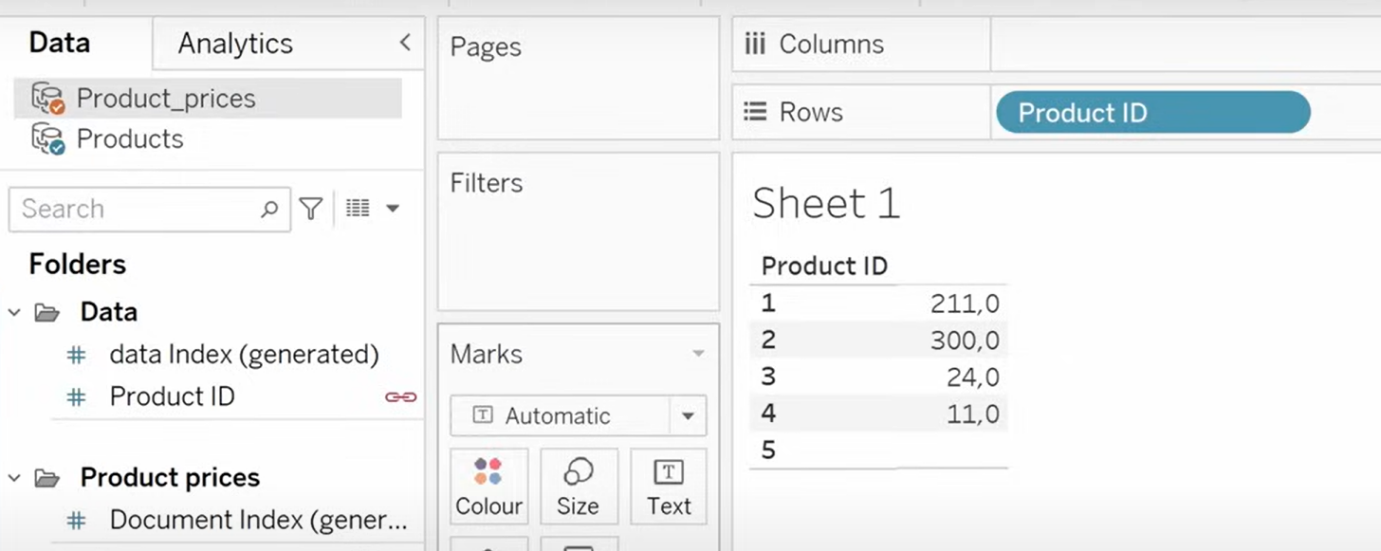 Data
Analytics
Product_prices
Products
Search
Folders
Data
data Index (generated)
Product ID
Product prices
Document Index (gener...
Pages
Filters
Marks
Automatic
Colour
Size
Text
Columns
Rows
Product ID
Sheet 1
Product ID
1 211,0
2 300,0
3 24,0
4 11,0
5